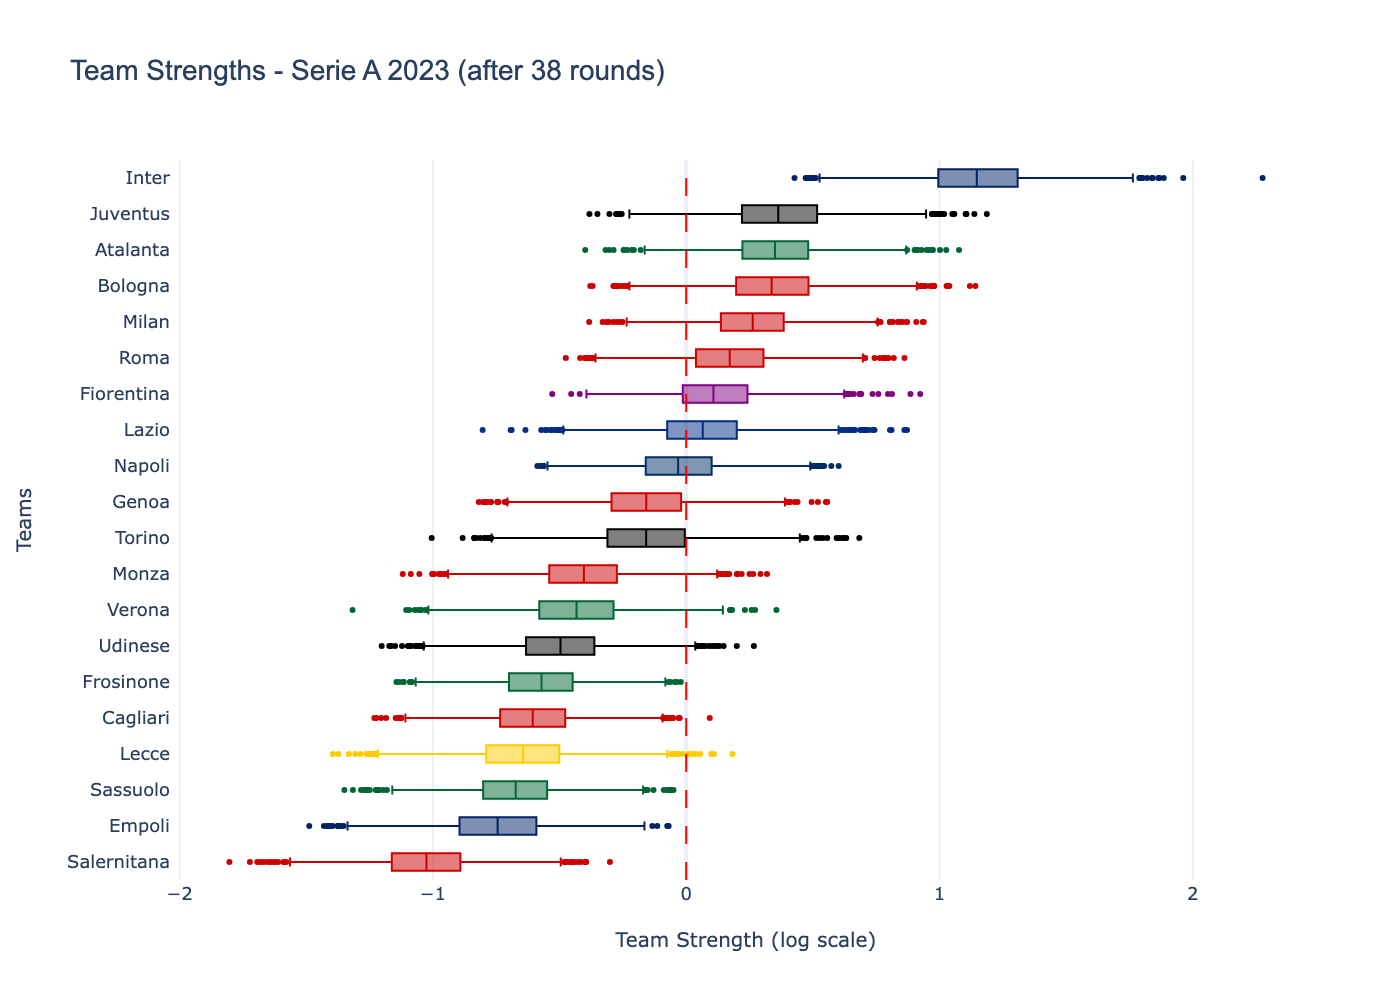 Team Strengths - Serie A 2023 (after 38 rounds)
Inter
Juventus
Atalanta
Bologna
Milan
Roma
Fiorentina
Lazio
Napoli
Genoa
Torino
Monza
Verona
Udinese
Frosinone
Cagliari
Lecce
Sassuolo
Empoli
Salernitana
Teams
−2
−1
0
1
2
Team Strength (log scale)